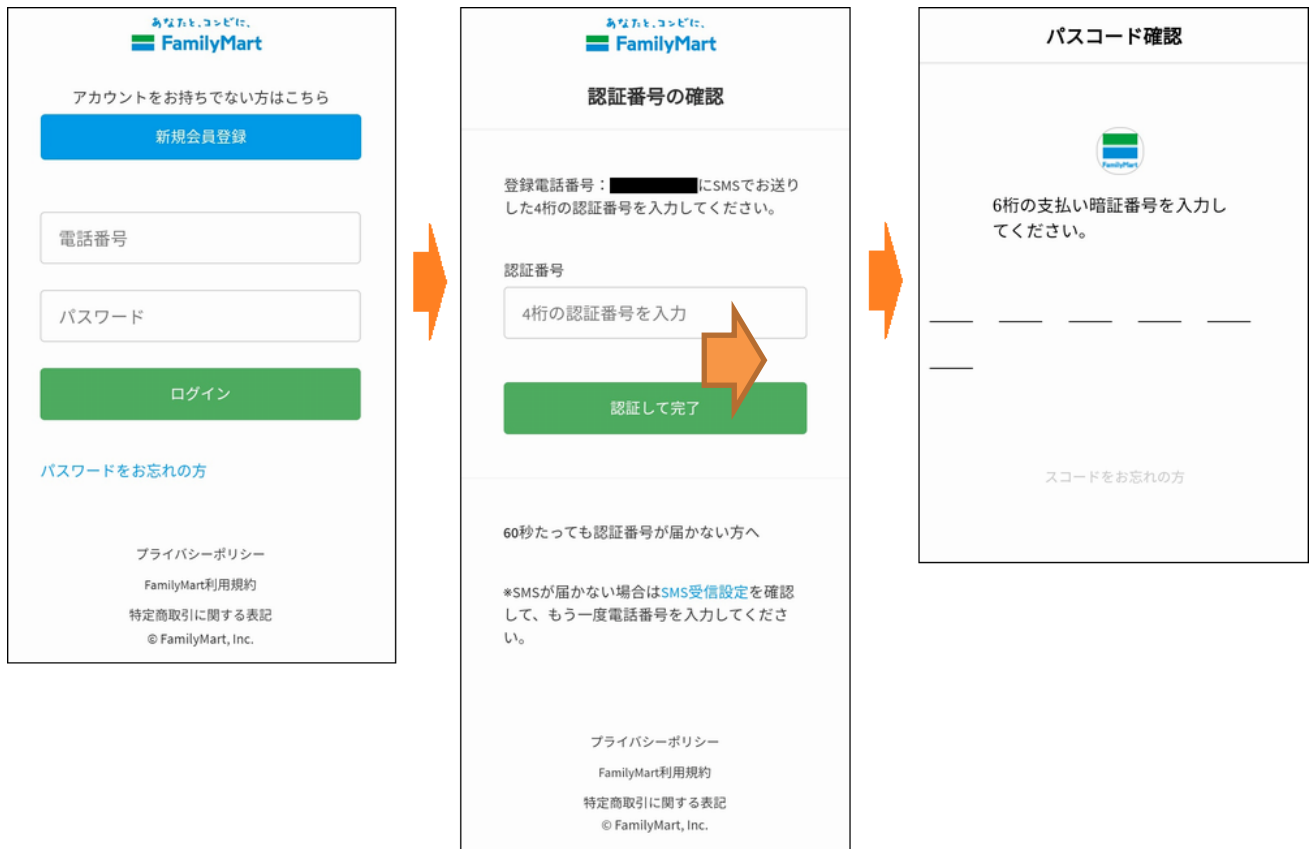 あなたと、コンビに、
FamilyMart
アカウントをお持ちでない方はこちら
新規会員登録
電話番号
パスワード
ログイン
パスワードをお忘れの方
プライバシーポリシー
FamilyMart利用規約
特定商取引に関する表記
© FamilyMart, Inc.
あなたと、コンビに、
FamilyMart
認証番号の確認
登録電話番号：にSMSでお送り
した4桁の認証番号を入力してください。
認証番号
4桁の認証番号を入力
認証して完了
60秒たっても認証番号が届かない方へ
*SMSが届かない場合はSMS受信設定を確認
して、もう一度電話番号を入力してくださ
い。
プライバシーポリシー
FamilyMart利用規約
特定商取引に関する表記
© FamilyMart, Inc.
パスコード確認
FamilyMart
6桁の支払い暗証番号を入力し
てください。
スコードをお忘れの方